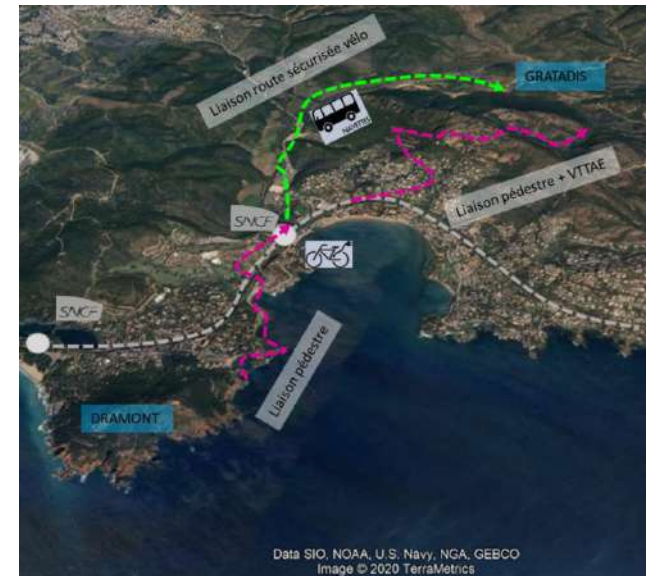 Liaison route sécurisée vélo
GRATADIS
NAVETTES
Liaison pédestre + VTTAE
SNCF
SNCF
Liaison pédestre
DRAMONT
Data SIO, NOAA, U.S. Navy, NGA, GEBCO
Image © 2020 TerraMetrics